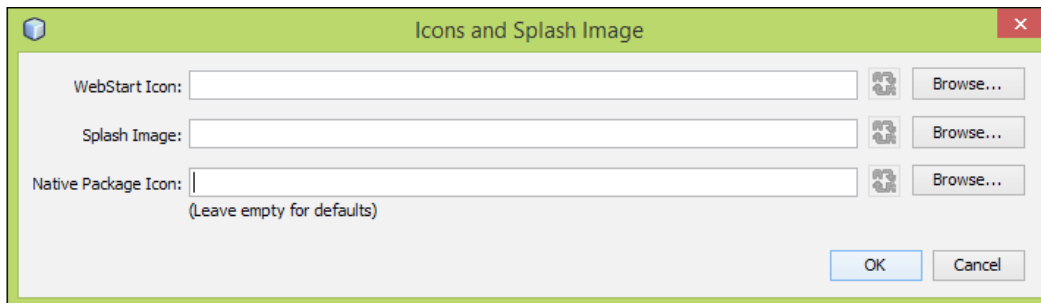 Icons and Splash Image
WebStart Icon: Browse...
Splash Image: Browse...
Native Package Icon: Browse...
(Leave empty for defaults)
OK Cancel